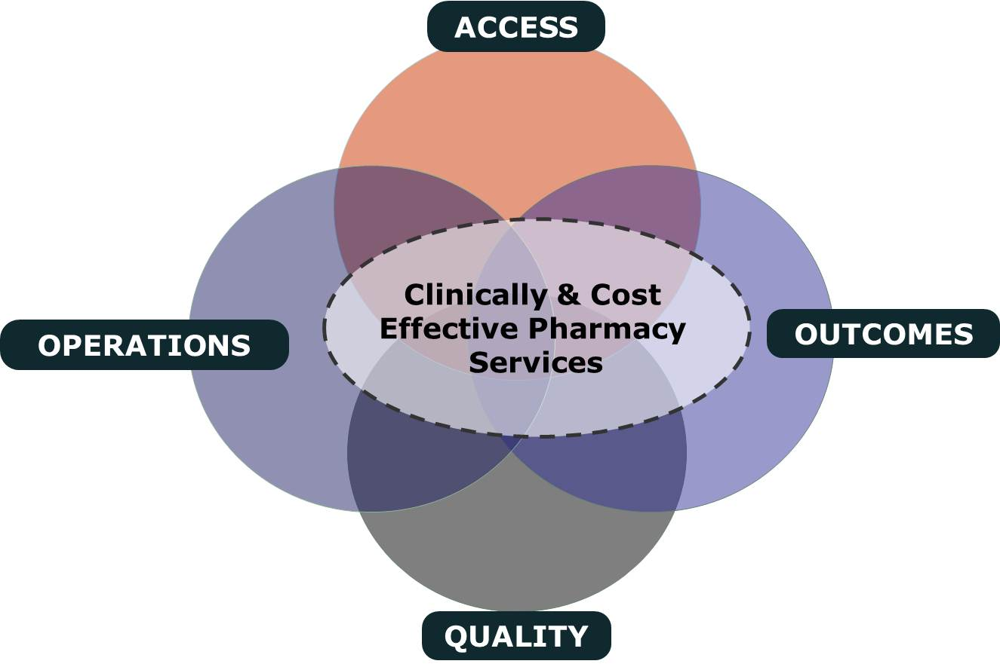 ACCESS
Clinically & Cost
Effective Pharmacy
Services
OPERATIONS
OUTCOMES
QUALITY